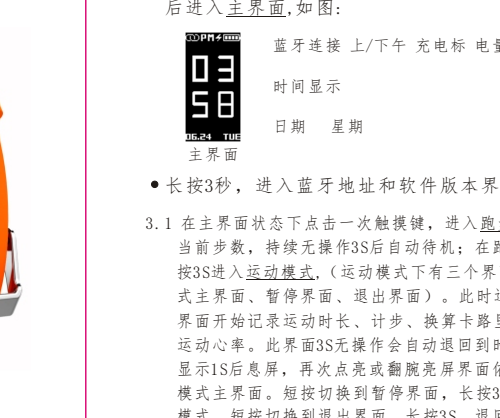 后进入主界面,如图:
PM
蓝牙连接 上/下午 充电标 电量
03
时间显示
58
06.24 TUE
日期 星期
主界面
●长按3秒，进入蓝牙地址和软件版本界
3.1 在主界面状态下点击一次触摸键，进入跑
当前步数，持续无操作3S后自动待机；在
按3S进入运动模式,（运动模式下有三个界
式主界面、暂停界面、退出界面）。此时
界面开始记录运动时长、计步、换算卡路
运动心率。此界面3S无操作会自动退回到时
显示1S后息屏，再次点亮或翻腕亮屏界面
模式主界面。短按切换到暂停界面，长按3
模式，短按切换到退出界面，长按3S，退